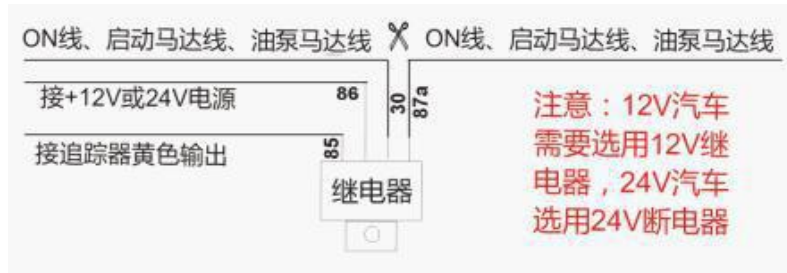 ON线、启动马达线、油泵马达线 ON线、启动马达线、油泵马达线
接+12V或24V电源 86 30 87a
接追踪器黄色输出 85
继电器
注意：12V汽车
需要选用12V继
电器，24V汽车
选用24V断电器